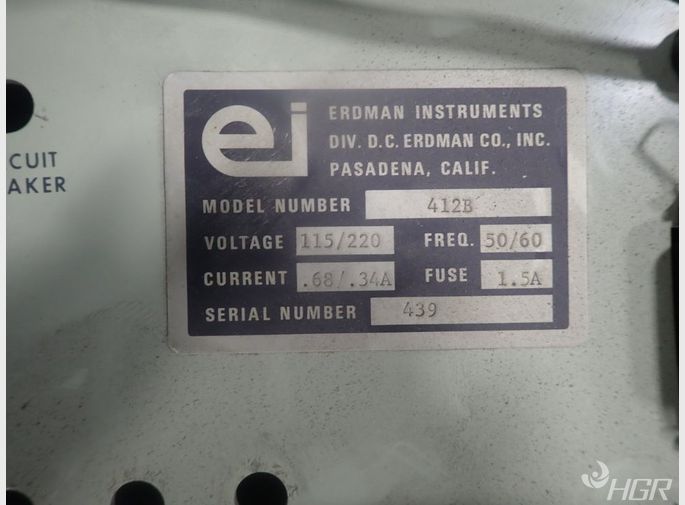 ei
ERDMAN INSTRUMENTS
DIV. D.C. ERDMAN CO., INC.
PASADENA, CALIF.
MODEL NUMBER 412B
VOLTAGE 115/220 FREQ. 50/60
CURRENT .68/.34A FUSE 1.5A
SERIAL NUMBER 439
CUIT
AKER
HGR